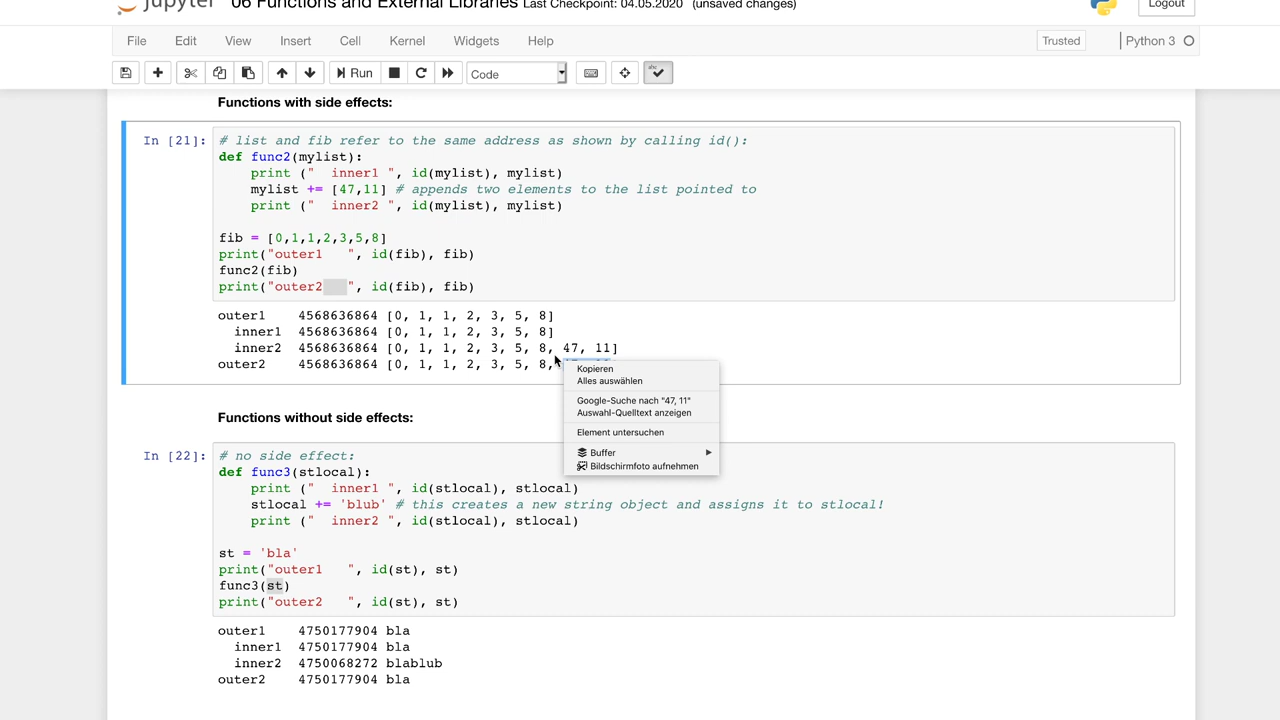 Jupyter 06 Functions and External Libraries Last Checkpoint: 04.05.2020 (unsaved changes) Logout
File Edit View Insert Cell Kernel Widgets Help Trusted Python 3
Run Code
Functions with side effects:
In [21]: # list and fib refer to the same address as shown by calling id():
def func2(mylist):
    print ("  inner1 ", id(mylist), mylist)
    mylist += [47,11] # appends two elements to the list pointed to
    print ("  inner2 ", id(mylist), mylist)
fib = [0,1,1,2,3,5,8]
print("outer1   ", id(fib), fib)
func2(fib)
print("outer2   ", id(fib), fib)
outer1    4568636864 [0, 1, 1, 2, 3, 5, 8]
  inner1  4568636864 [0, 1, 1, 2, 3, 5, 8]
  inner2  4568636864 [0, 1, 1, 2, 3, 5, 8, 47, 11]
outer2    4568636864 [0, 1, 1, 2, 3, 5, 8,
Kopieren
Alles auswählen
Google-Suche nach "47, 11"
Auswahl-Quelltext anzeigen
Element untersuchen
Buffer
Bildschirmfoto aufnehmen
Functions without side effects:
In [22]: # no side effect:
def func3(stlocal):
    print ("  inner1 ", id(stlocal), stlocal)
    stlocal += 'blub' # this creates a new string object and assigns it to stlocal!
    print ("  inner2 ", id(stlocal), stlocal)
st = 'bla'
print("outer1   ", id(st), st)
func3(st)
print("outer2   ", id(st), st)
outer1    4750177904 bla
  inner1  4750177904 bla
  inner2  4750068272 blablub
outer2    4750177904 bla